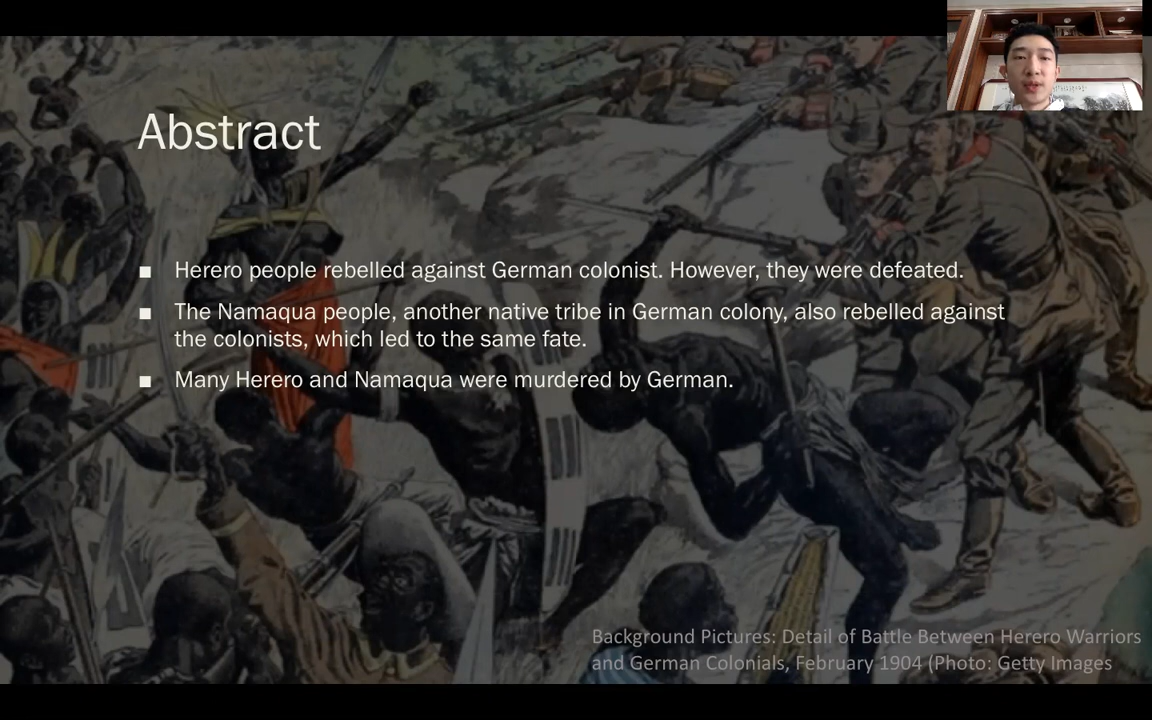 Abstract
■ Herero people rebelled against German colonist. However, they were defeated.
■ The Namaqua people, another native tribe in German colony, also rebelled against
the colonists, which led to the same fate.
■ Many Herero and Namaqua were murdered by German.
Background Pictures: Detail of Battle Between Herero Warriors
and German Colonials, February 1904 (Photo: Getty Images